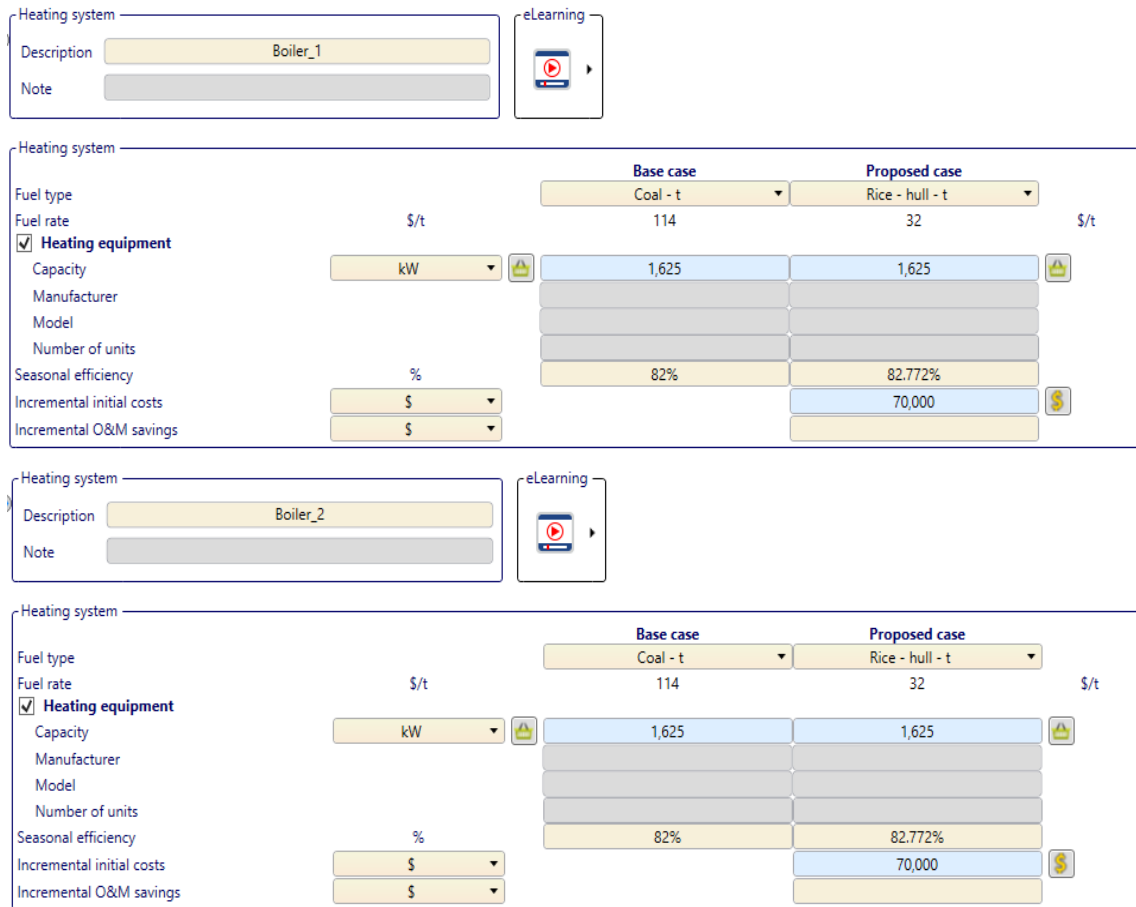 Heating system eLearning
Description Boiler_1
Note
Heating system
Base case Proposed case
Fuel type Coal - t Rice - hull - t
Fuel rate $/t 114 32 $/t
Heating equipment
Capacity kW 1,625 1,625
Manufacturer
Model
Number of units
Seasonal efficiency % 82% 82.772%
Incremental initial costs $ 70,000 $
Incremental O&M savings $
Heating system eLearning
Description Boiler_2
Note
Heating system
Base case Proposed case
Fuel type Coal - t Rice - hull - t
Fuel rate $/t 114 32 $/t
Heating equipment
Capacity kW 1,625 1,625
Manufacturer
Model
Number of units
Seasonal efficiency % 82% 82.772%
Incremental initial costs $ 70,000 $
Incremental O&M savings $